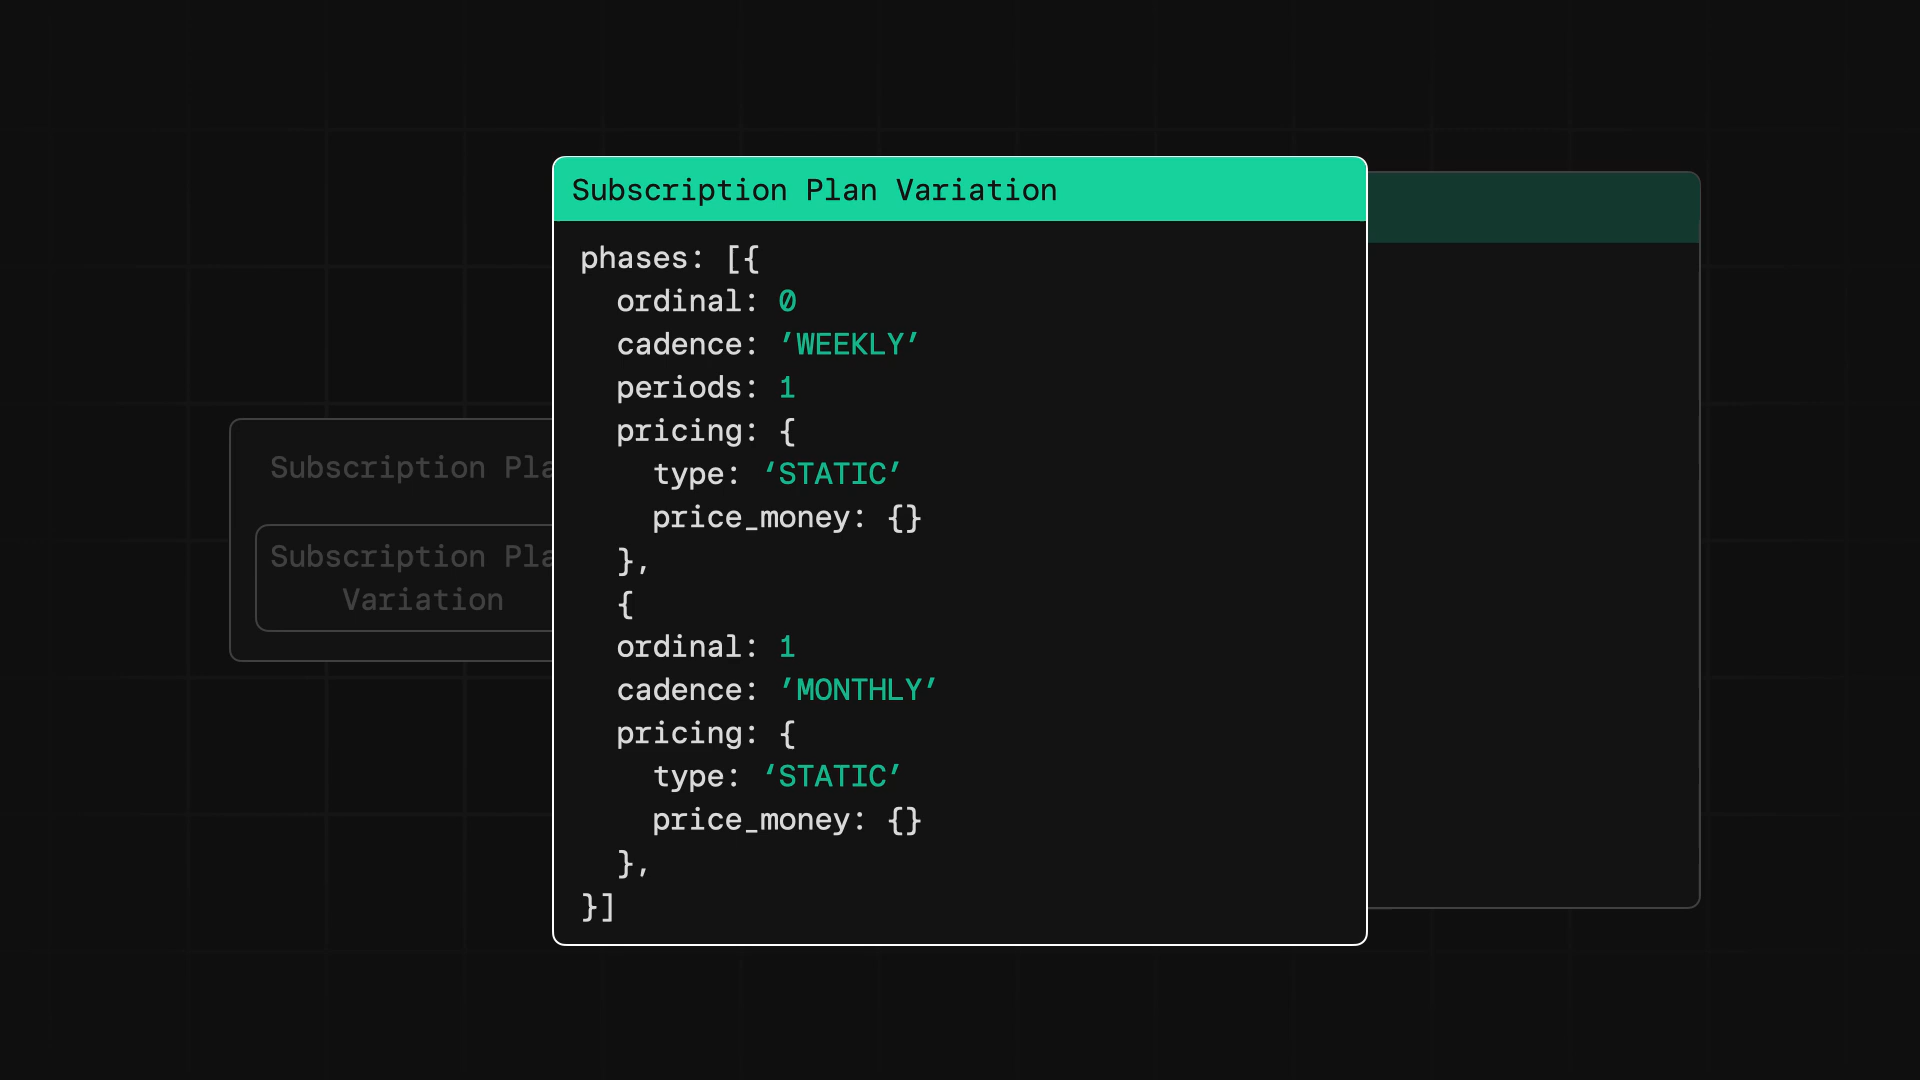 Subscription Plan Variation
phases: [{
ordinal: 0
cadence: ’WEEKLY’
periods: 1
pricing: {
type: ‘STATIC’
price_money: {}
},
{
ordinal: 1
cadence: ’MONTHLY’
pricing: {
type: ‘STATIC’
price_money: {}
},
}]
Subscription Pla
Subscription Pla
Variation